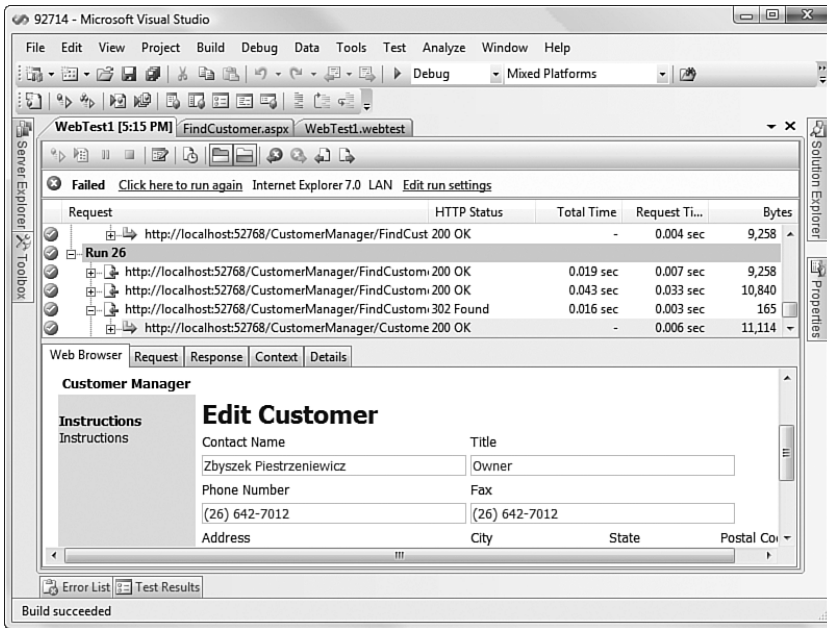 92714 - Microsoft Visual Studio
File Edit View Project Build Debug Data Tools Test Analyze Window Help
Debug Mixed Platforms
WebTest1 [5:15 PM] FindCustomer.aspx WebTest1.webtest
Server Explorer
Toolbox
Solution Explorer
Properties
Failed Click here to run again Internet Explorer 7.0 LAN Edit run settings
Request HTTP Status Total Time Request Ti... Bytes
http://localhost:52768/CustomerManager/FindCust 200 OK - 0.004 sec 9,258
Run 26
http://localhost:52768/CustomerManager/FindCustom 200 OK 0.019 sec 0.007 sec 9,258
http://localhost:52768/CustomerManager/FindCustom 200 OK 0.043 sec 0.033 sec 10,840
http://localhost:52768/CustomerManager/FindCustom 302 Found 0.016 sec 0.003 sec 165
http://localhost:52768/CustomerManager/Custome 200 OK - 0.006 sec 11,114
Web Browser Request Response Context Details
Customer Manager
Instructions
Instructions
Edit Customer
Contact Name Title
Zbyszek Piestrzeniewicz Owner
Phone Number Fax
(26) 642-7012 (26) 642-7012
Address City State Postal Co
Error List Test Results
Build succeeded